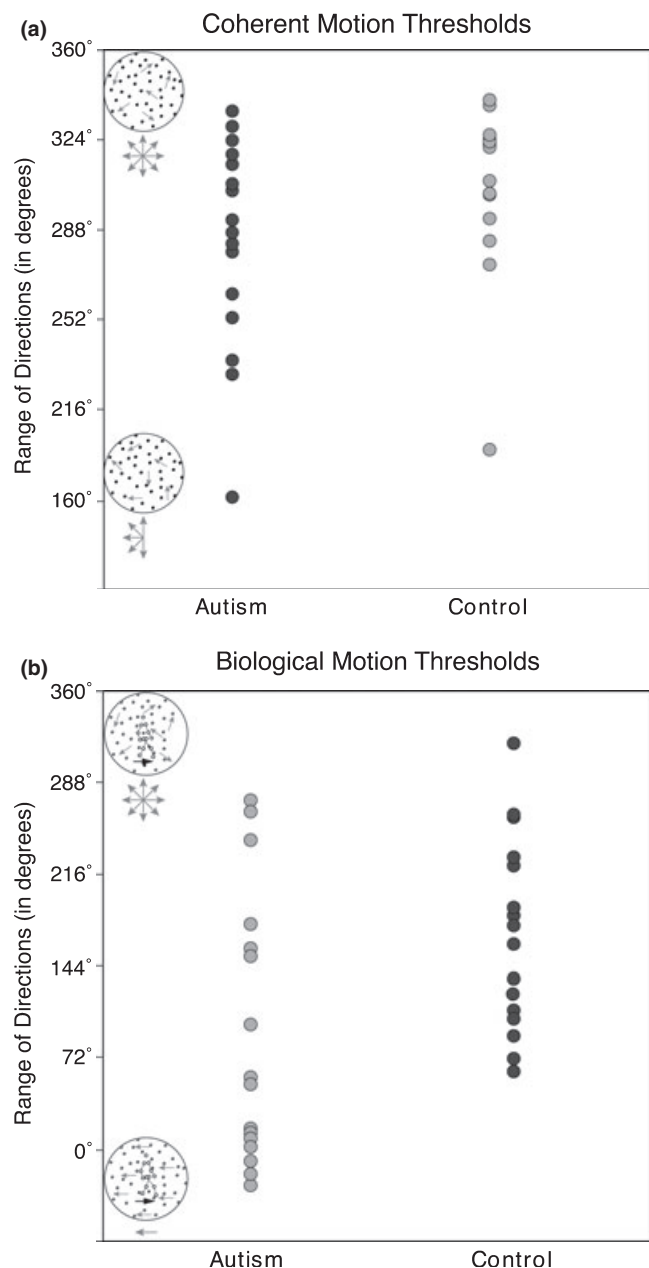 (a) Coherent Motion Thresholds
360°
324°
288°
252°
216°
160°
Range of Directions (in degrees)
Autism Control
(b) Biological Motion Thresholds
360°
288°
216°
144°
72°
0°
Range of Directions (in degrees)
Autism Control